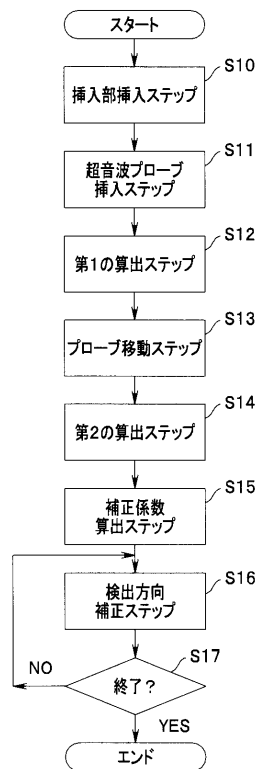 スタート
S10
挿入部挿入ステップ
S11
超音波プローブ
挿入ステップ
S12
第1の算出ステップ
S13
プローブ移動ステップ
S14
第2の算出ステップ
S15
補正係数
算出ステップ
S16
検出方向
補正ステップ
S17
終了?
NO
YES
エンド